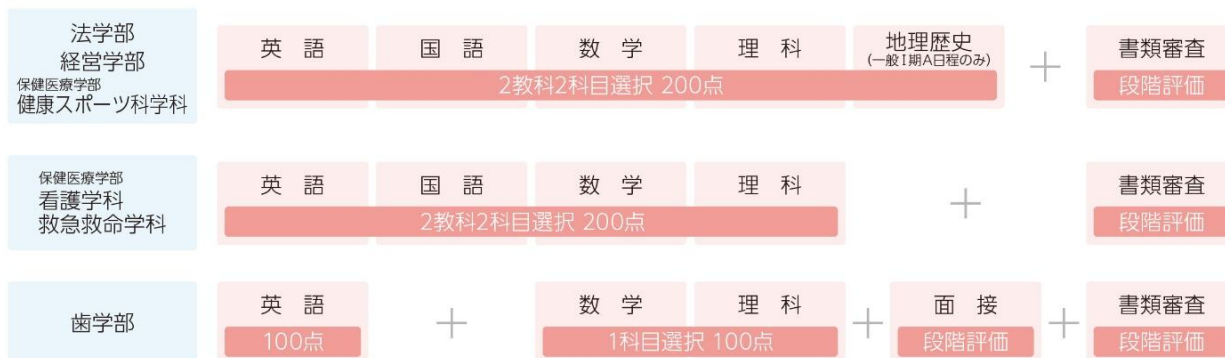 法学部
経営学部
保健医療学部
健康スポーツ科学科
英 語 国 語 数 学 理 科 地理歴史
(一般Ⅰ期A日程のみ)
2教科2科目選択 200点
+
書類審査
段階評価
保健医療学部
看護学科
救急救命学科
英 語 国 語 数 学 理 科
2教科2科目選択 200点
+
書類審査
段階評価
歯学部
英 語
100点
+
数 学 理 科
1科目選択 100点
+
面 接
段階評価
+
書類審査
段階評価